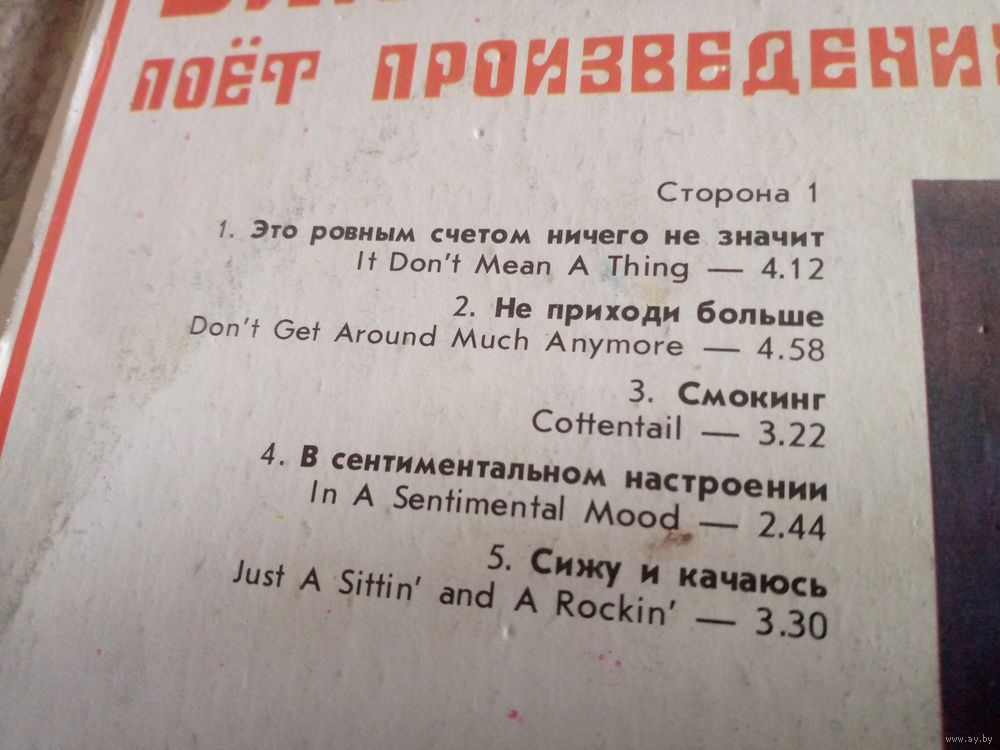 ПОЁТ ПРОИЗВЕДЕНИ
Сторона 1
1. Это ровным счетом ничего не значит
It Don't Mean A Thing — 4.12
2. Не приходи больше
Don't Get Around Much Anymore — 4.58
3. Смокинг
Cottentail — 3.22
4. В сентиментальном настроении
In A Sentimental Mood — 2.44
5. Сижу и качаюсь
Just A Sittin' and A Rockin' — 3.30
www.ay.by